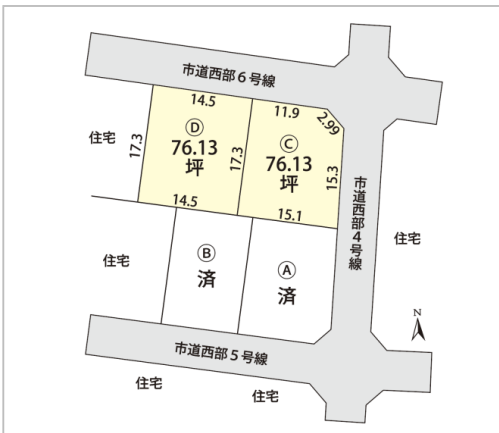 市道西部6号線
14.5
11.9
2.99
住宅
17.3
Ⓓ
76.13
坪
17.3
Ⓒ
76.13
坪
15.3
14.5
15.1
市道西部4号線
住宅
住宅
Ⓑ
済
Ⓐ
済
N
市道西部5号線
住宅
住宅